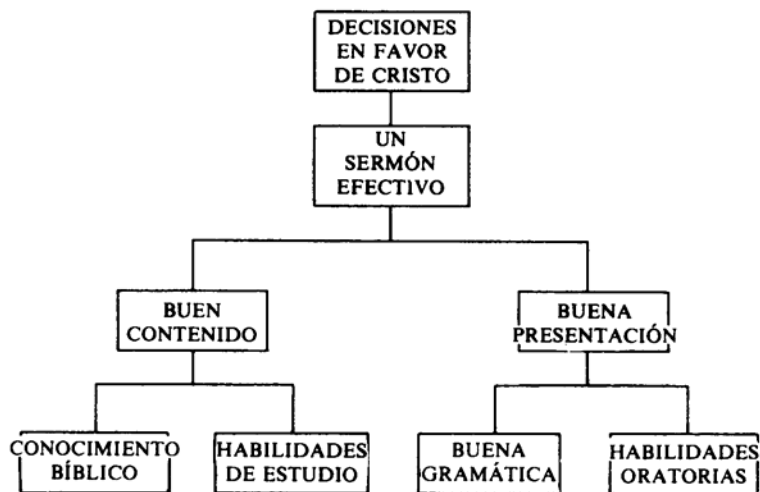 DECISIONES
EN FAVOR
DE CRISTO
UN
SERMÓN
EFECTIVO
BUEN
CONTENIDO
BUENA
PRESENTACIÓN
CONOCIMIENTO
BÍBLICO
HABILIDADES
DE ESTUDIO
BUENA
GRAMÁTICA
HABILIDADES
ORATORIAS